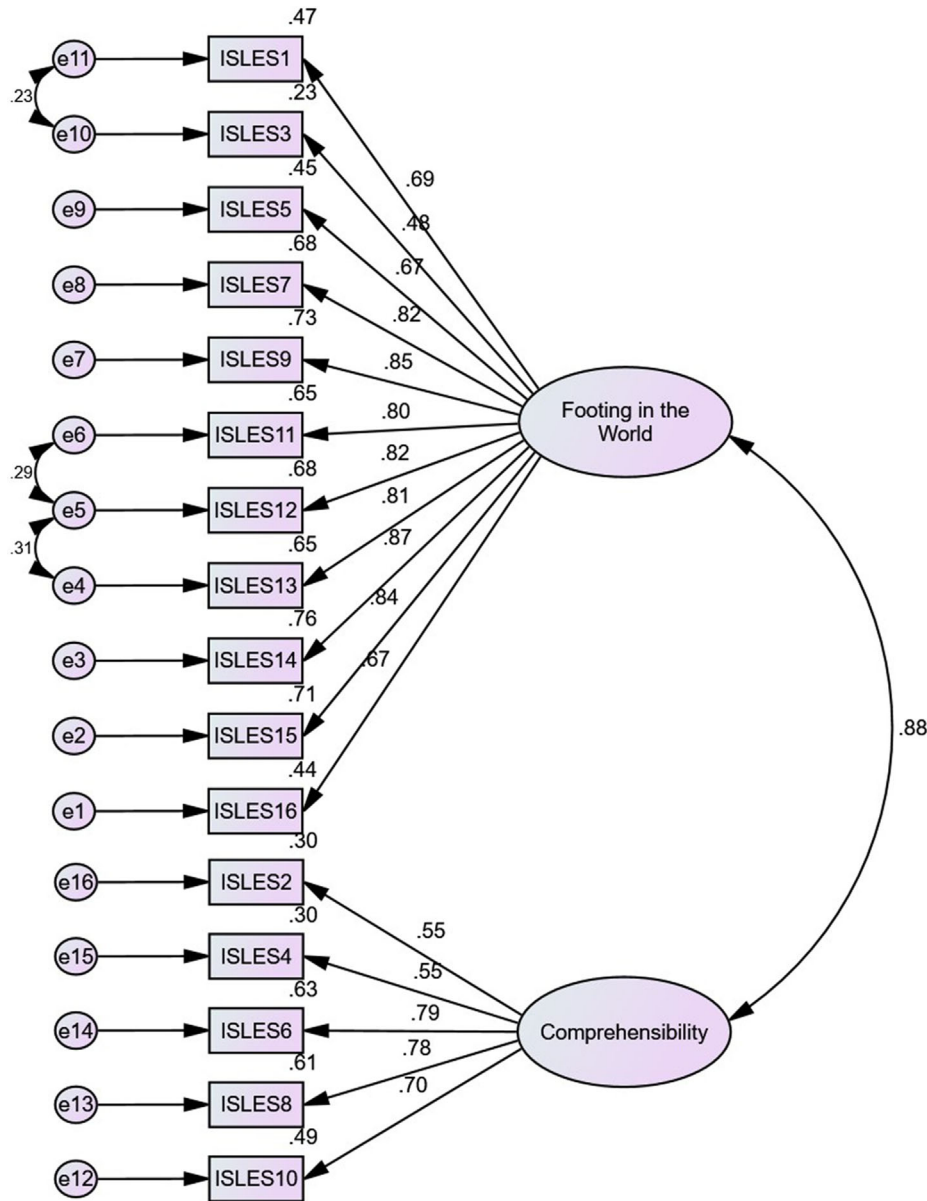 .47
e11
ISLES1
.23
.23
e10
ISLES3
.45
.69
e9
ISLES5
.48
.68
.67
e8
ISLES7
.73
.82
e7
ISLES9
.85
.65
e6
ISLES11
.80
Footing in the
World
.29
.68
.82
e5
ISLES12
.81
.31
.65
.87
e4
ISLES13
.76
.84
e3
ISLES14
.67
.71
e2
ISLES15
.88
.44
e1
ISLES16
.30
e16
ISLES2
.30
.55
e15
ISLES4
.55
.63
.79
e14
ISLES6
Comprehensibility
.61
.78
.70
e13
ISLES8
.49
e12
ISLES10